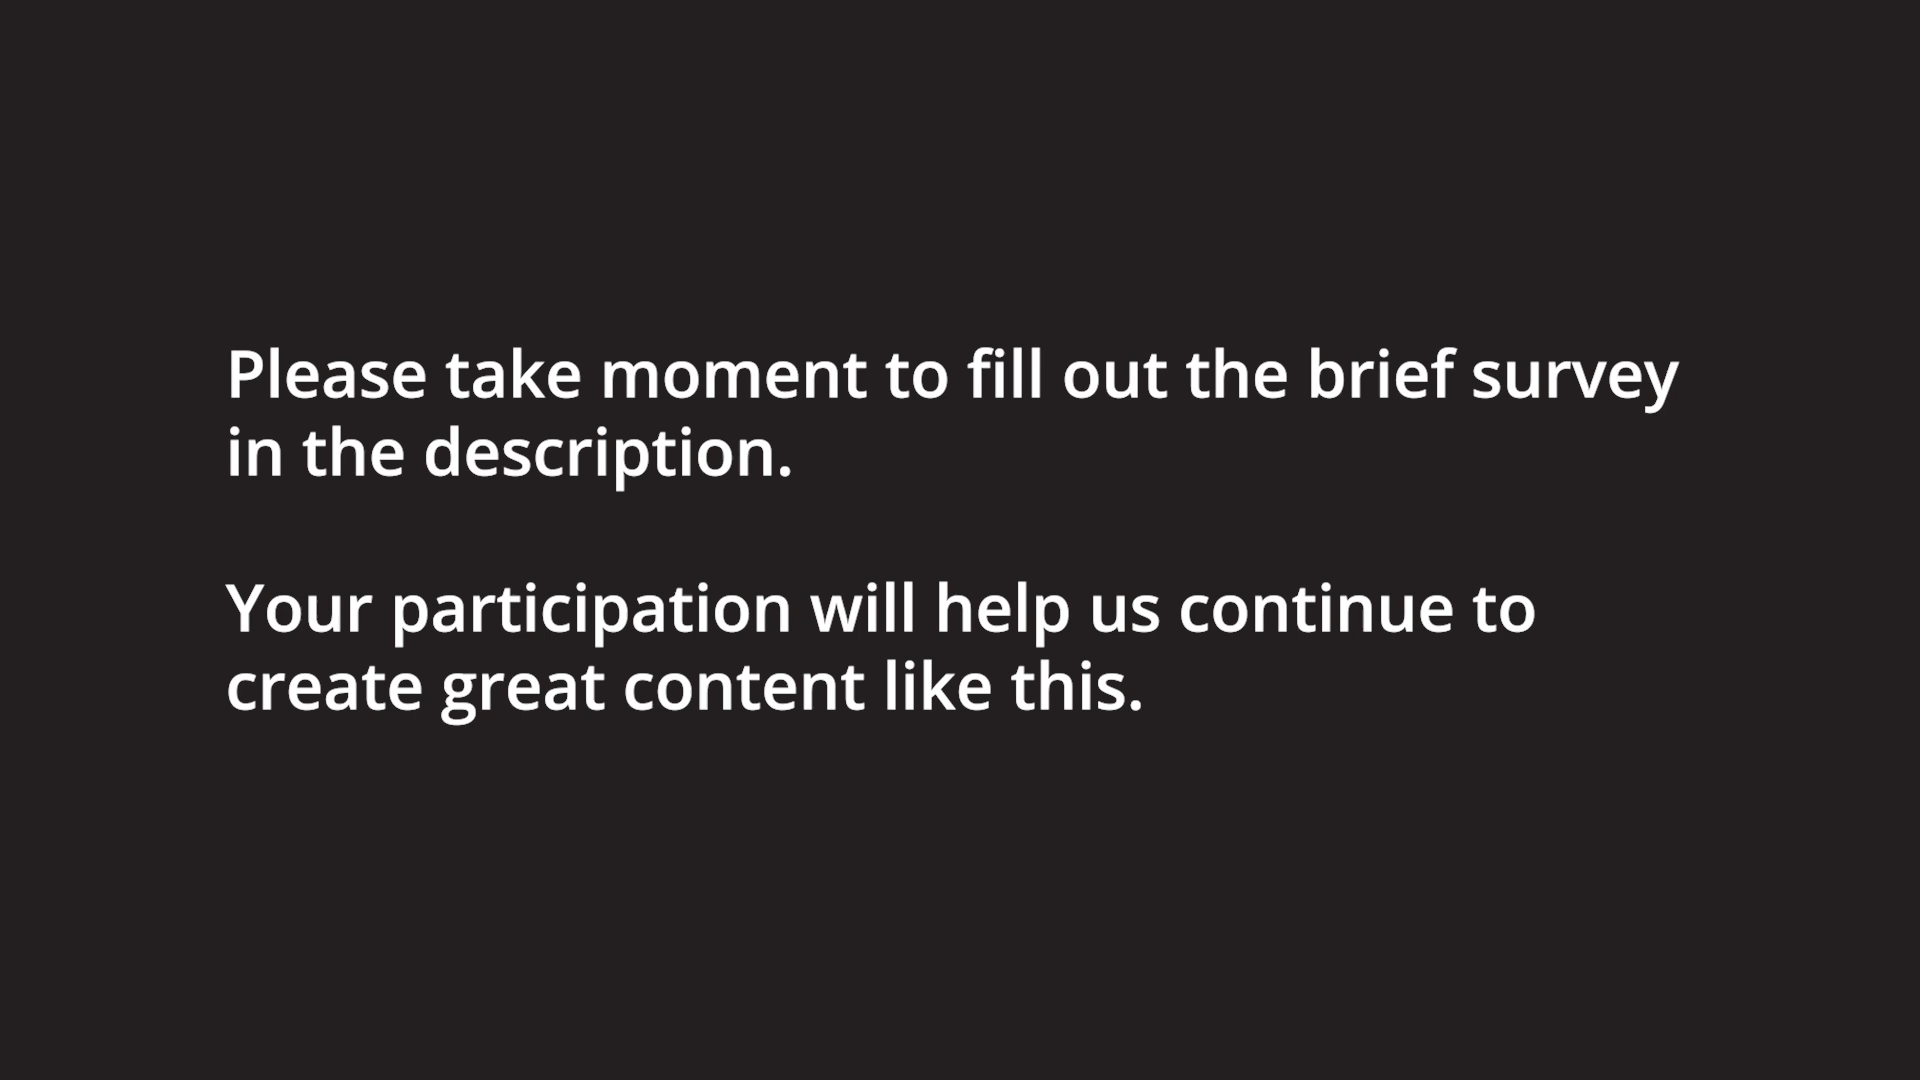 Please take moment to fill out the brief survey
in the description.
Your participation will help us continue to
create great content like this.